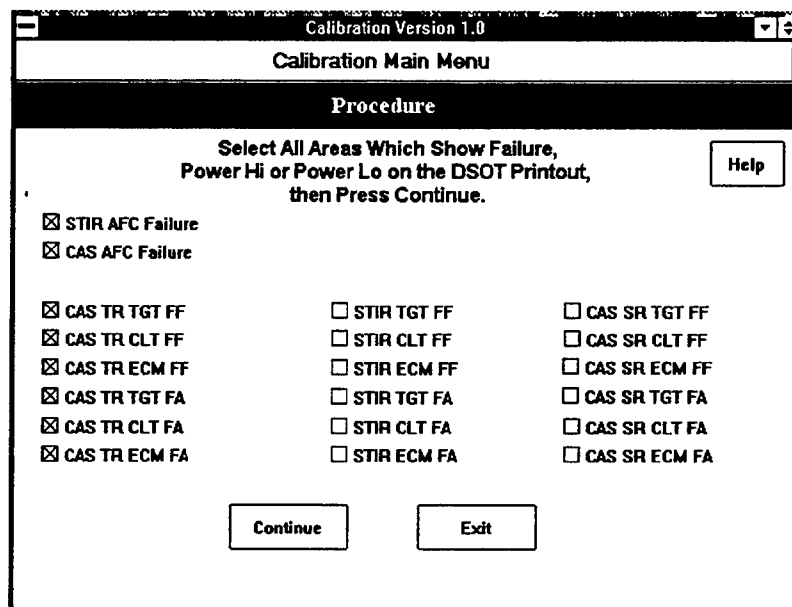 Calibration Version 1.0
Calibration Main Menu
Procedure
Select All Areas Which Show Failure,
Power Hi or Power Lo on the DSOT Printout,
then Press Continue.
Help
STIR AFC Failure
CAS AFC Failure
CAS TR TGT FF STIR TGT FF CAS SR TGT FF
CAS TR CLT FF STIR CLT FF CAS SR CLT FF
CAS TR ECM FF STIR ECM FF CAS SR ECM FF
CAS TR TGT FA STIR TGT FA CAS SR TGT FA
CAS TR CLT FA STIR CLT FA CAS SR CLT FA
CAS TR ECM FA STIR ECM FA CAS SR ECM FA
Continue Exit